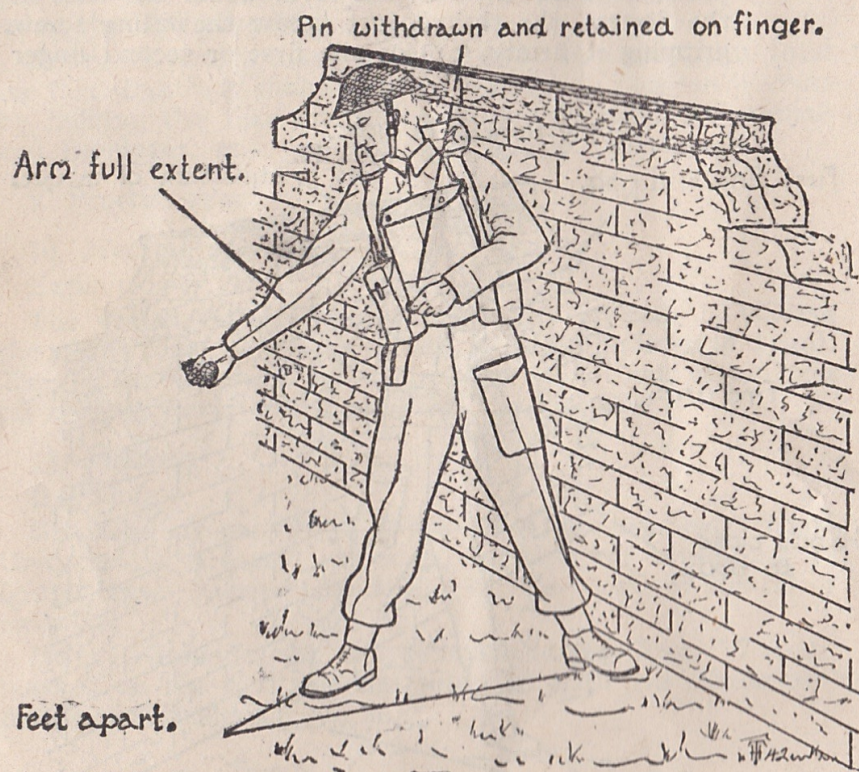 Pin withdrawn and retained on finger.
Arm full extent.
Feet apart.